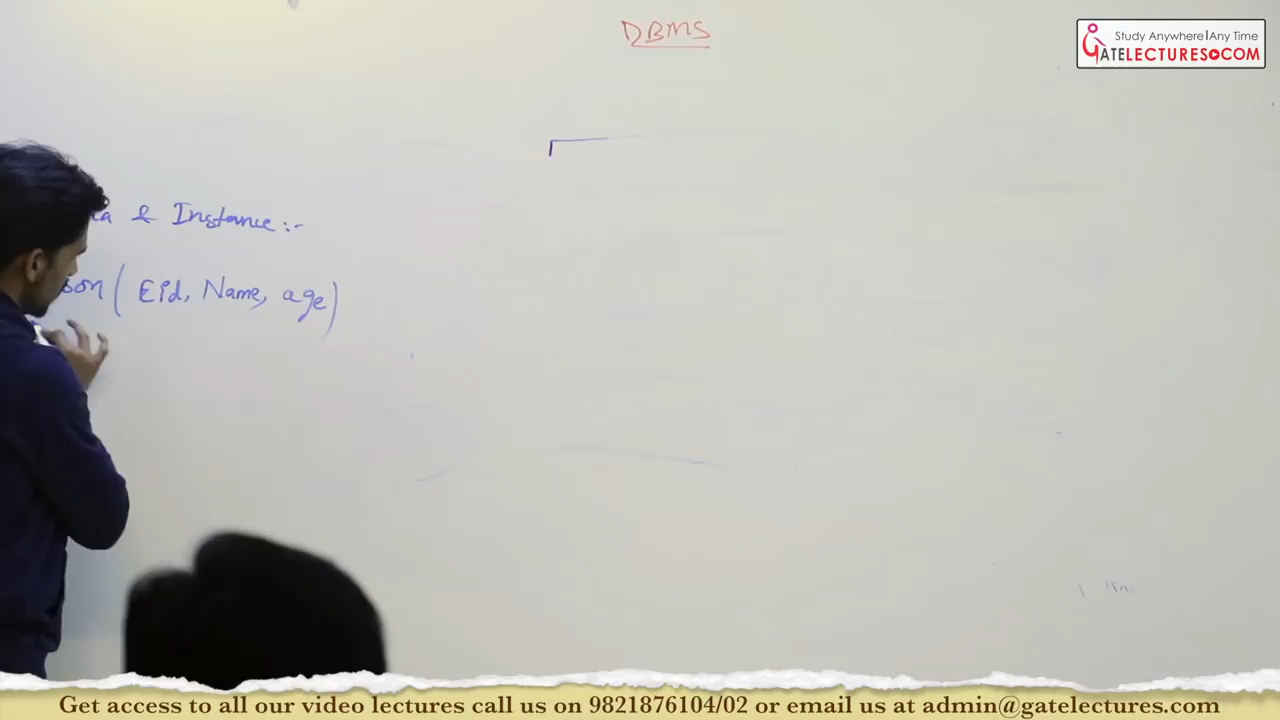 DBMS
Study Anywhere | Any Time
GATELECTURES.COM
& Instance :-
( Eid, Name, age)
Get access to all our video lectures call us on 9821876104/02 or email us at admin@gatelectures.com